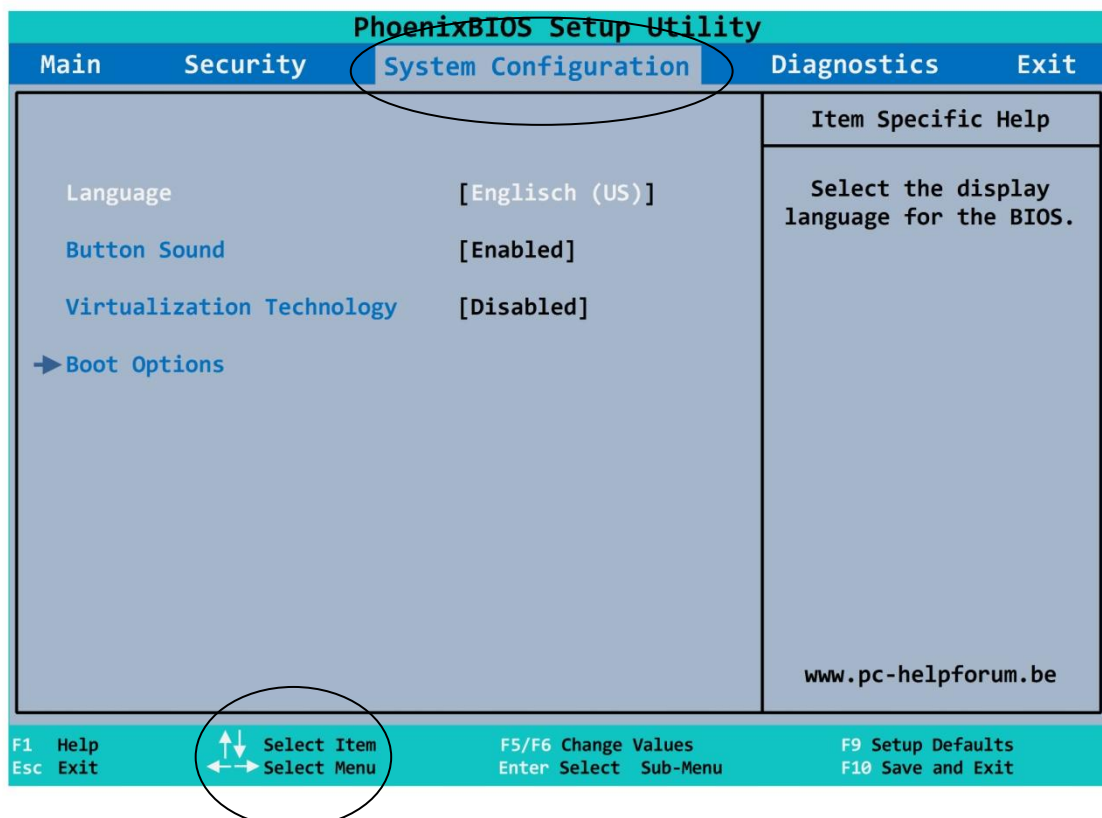 PhoenixBIOS Setup Utility
Main Security System Configuration Diagnostics Exit
Item Specific Help
Language [Englisch (US)]
Button Sound [Enabled]
Virtualization Technology [Disabled]
Boot Options
Select the display
language for the BIOS.
www.pc-helpforum.be
F1 Help Select Item F5/F6 Change Values F9 Setup Defaults
Esc Exit Select Menu Enter Select Sub-Menu F10 Save and Exit